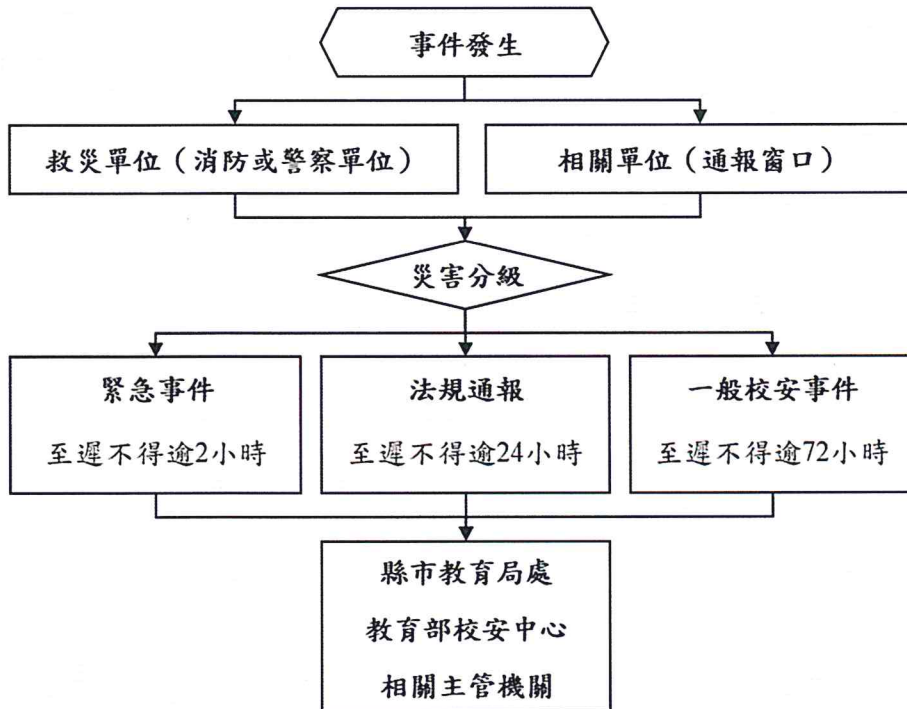 事件發生
救災單位（消防或警察單位）
相關單位（通報窗口）
災害分級
緊急事件
至遲不得逾2小時
法規通報
至遲不得逾24小時
一般校安事件
至遲不得逾72小時
縣市教育局處
教育部校安中心
相關主管機關